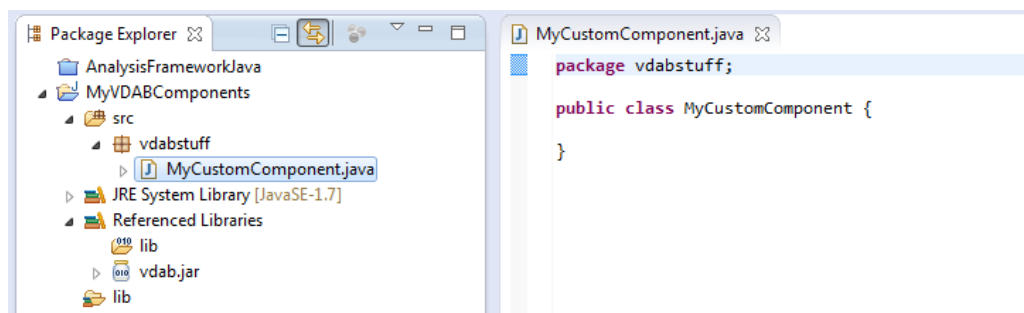 Package Explorer
AnalysisFrameworkJava
MyVDABComponents
src
vdabstuff
MyCustomComponent.java
JRE System Library [JavaSE-1.7]
Referenced Libraries
lib
vdab.jar
lib
MyCustomComponent.java
package vdabstuff;
public class MyCustomComponent {
}